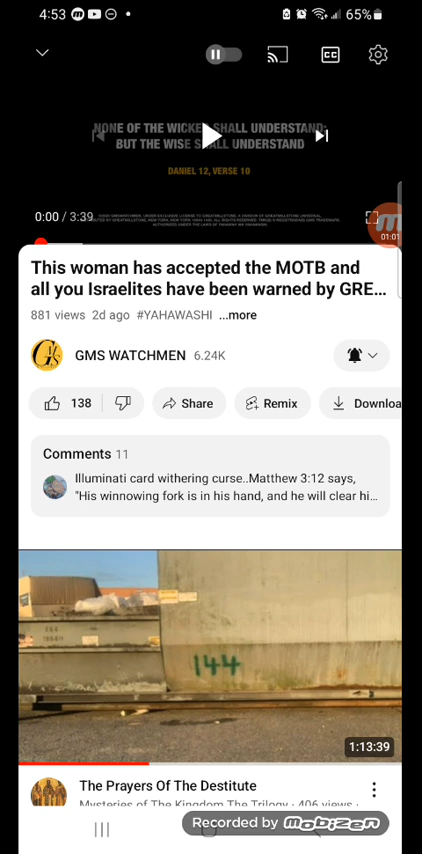 4:53
65%
CC
NONE OF THE WICKED SHALL UNDERSTAND;
BUT THE WISE SHALL UNDERSTAND
DANIEL 12, VERSE 10
0:00 / 3:39
01:01
This woman has accepted the MOTB and
all you Israelites have been warned by GRE...
881 views 2d ago #YAHAWASHI ...more
GMS
GMS WATCHMEN 6.24K
138 Share Remix Downloa
Comments 11
Illuminati card withering curse..Matthew 3:12 says,
"His winnowing fork is in his hand, and he will clear hi...
144
1:13:39
The Prayers Of The Destitute
Mysteries of The Kingdom The Trilogy · 406 views ·
Recorded by mobizen